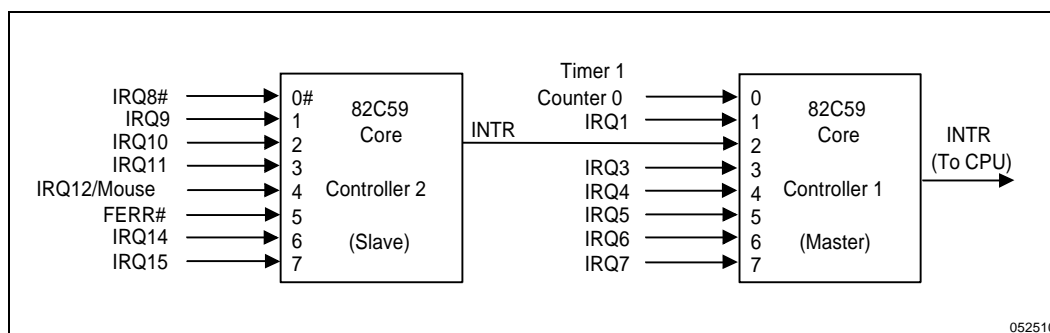 IRQ8#
IRQ9
IRQ10
IRQ11
IRQ12/Mouse
FERR#
IRQ14
IRQ15
0#
1
2
3
4
5
6
7
82C59
Core
Controller 2
(Slave)
INTR
Timer 1
Counter 0
IRQ1
IRQ3
IRQ4
IRQ5
IRQ6
IRQ7
0
1
2
3
4
5
6
7
82C59
Core
Controller 1
(Master)
INTR
(To CPU)